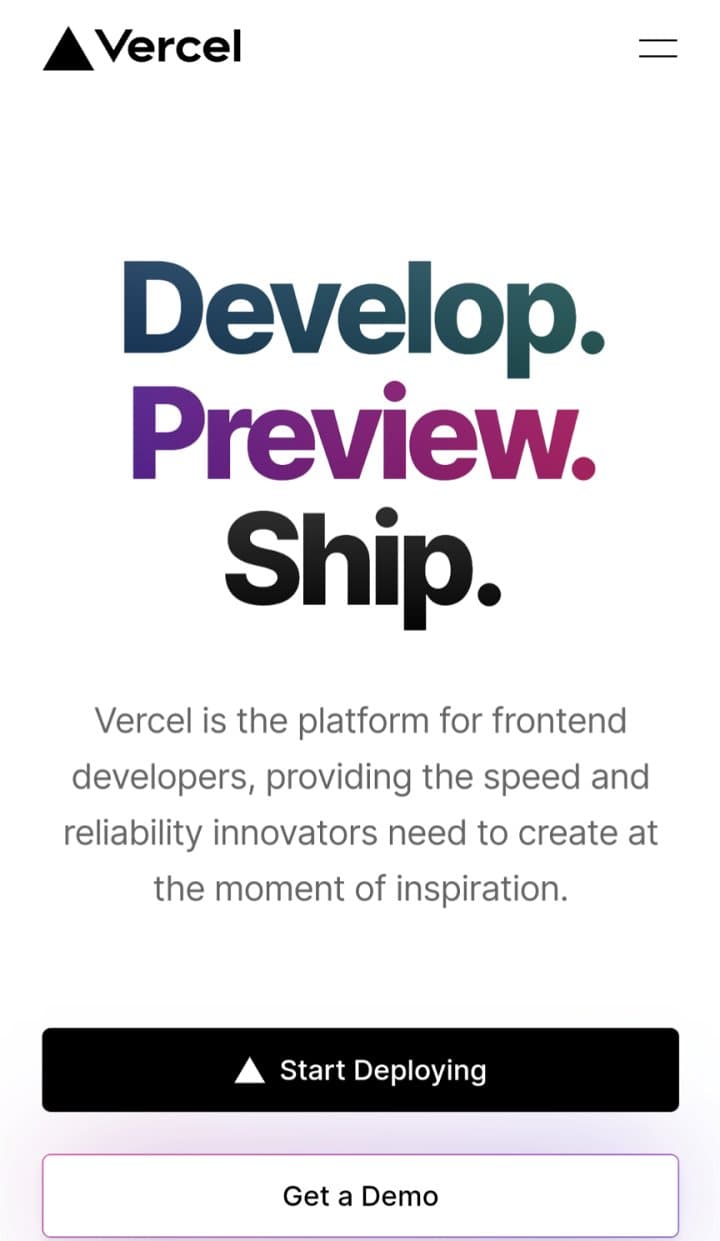 Vercel
Develop.
Preview.
Ship.
Vercel is the platform for frontend
developers, providing the speed and
reliability innovators need to create at
the moment of inspiration.
Start Deploying
Get a Demo